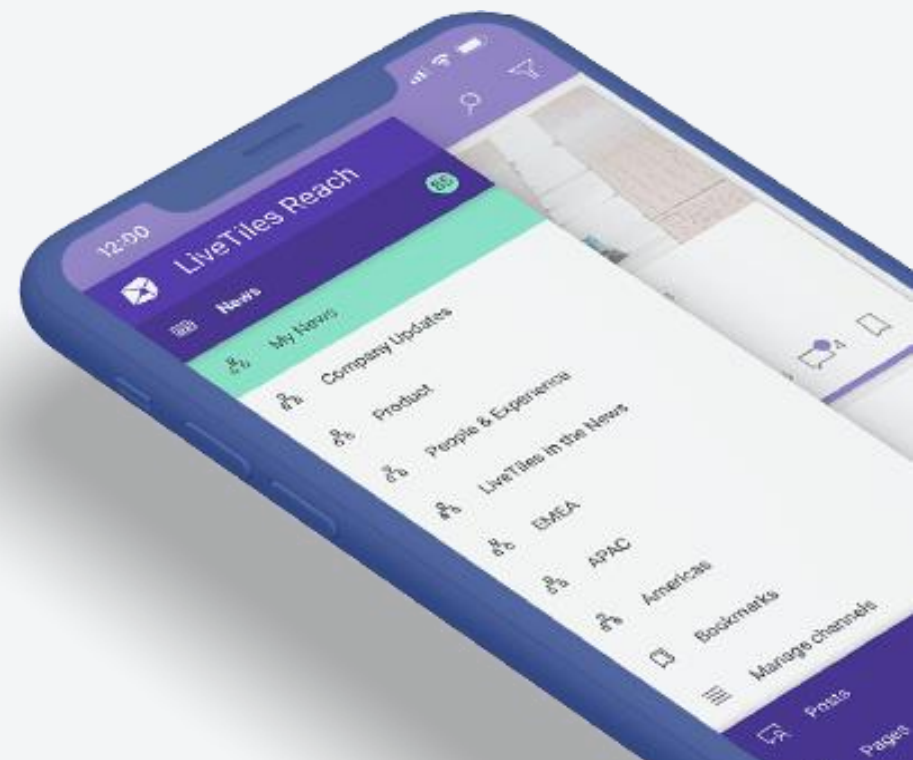 12:00
LiveTiles Reach
News
My News
Company Updates
Product
People & Experience
LiveTiles in the News
EMEA
APAC
Americas
Bookmarks
Manage channels
Posts
Pages
4